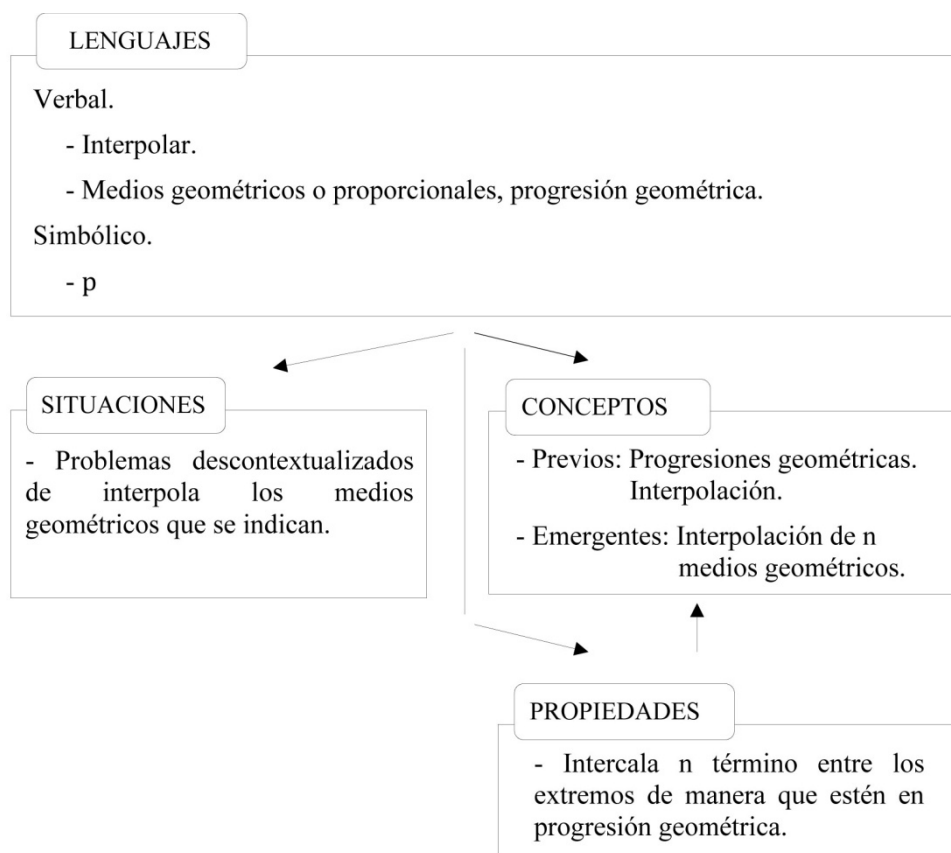 LENGUAJES
Verbal.
- Interpolar.
- Medios geométricos o proporcionales, progresión geométrica.
Simbólico.
- p
SITUACIONES
- Problemas descontextualizados
de interpola los medios
geométricos que se indican.
CONCEPTOS
- Previos: Progresiones geométricas.
Interpolación.
- Emergentes: Interpolación de n
medios geométricos.
PROPIEDADES
- Intercala n término entre los
extremos de manera que estén en
progresión geométrica.